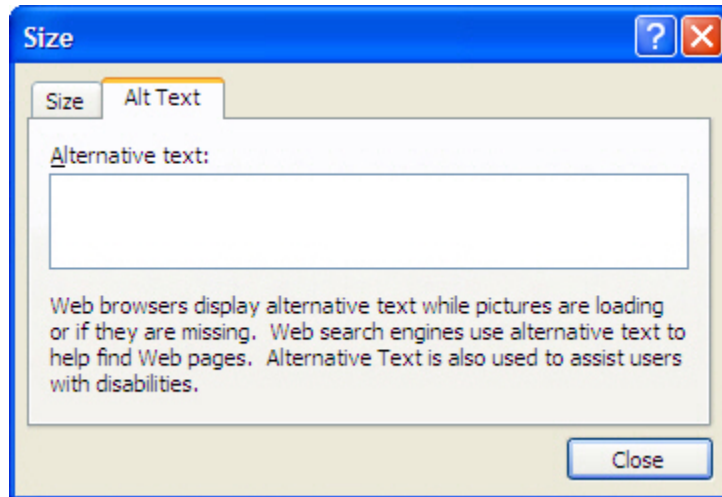 Size
?
Size
Alt Text
Alternative text:
Web browsers display alternative text while pictures are loading
or if they are missing.  Web search engines use alternative text to
help find Web pages.  Alternative Text is also used to assist users
with disabilities.
Close